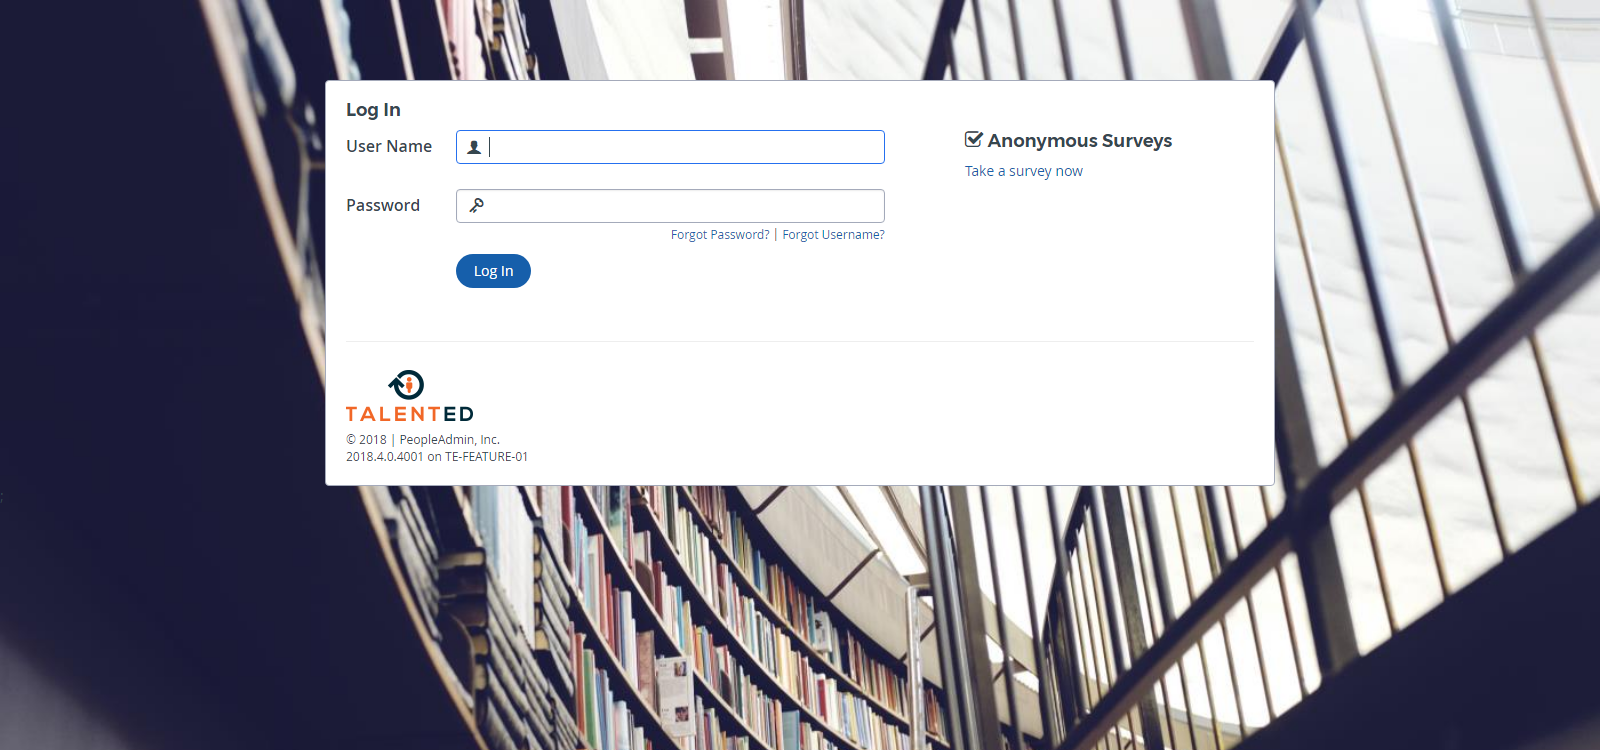 Log In
User Name
Password
Forgot Password? | Forgot Username?
Log In
Anonymous Surveys
Take a survey now
TALENTED
© 2018 | PeopleAdmin, Inc.
2018.4.0.4001 on TE-FEATURE-01
;